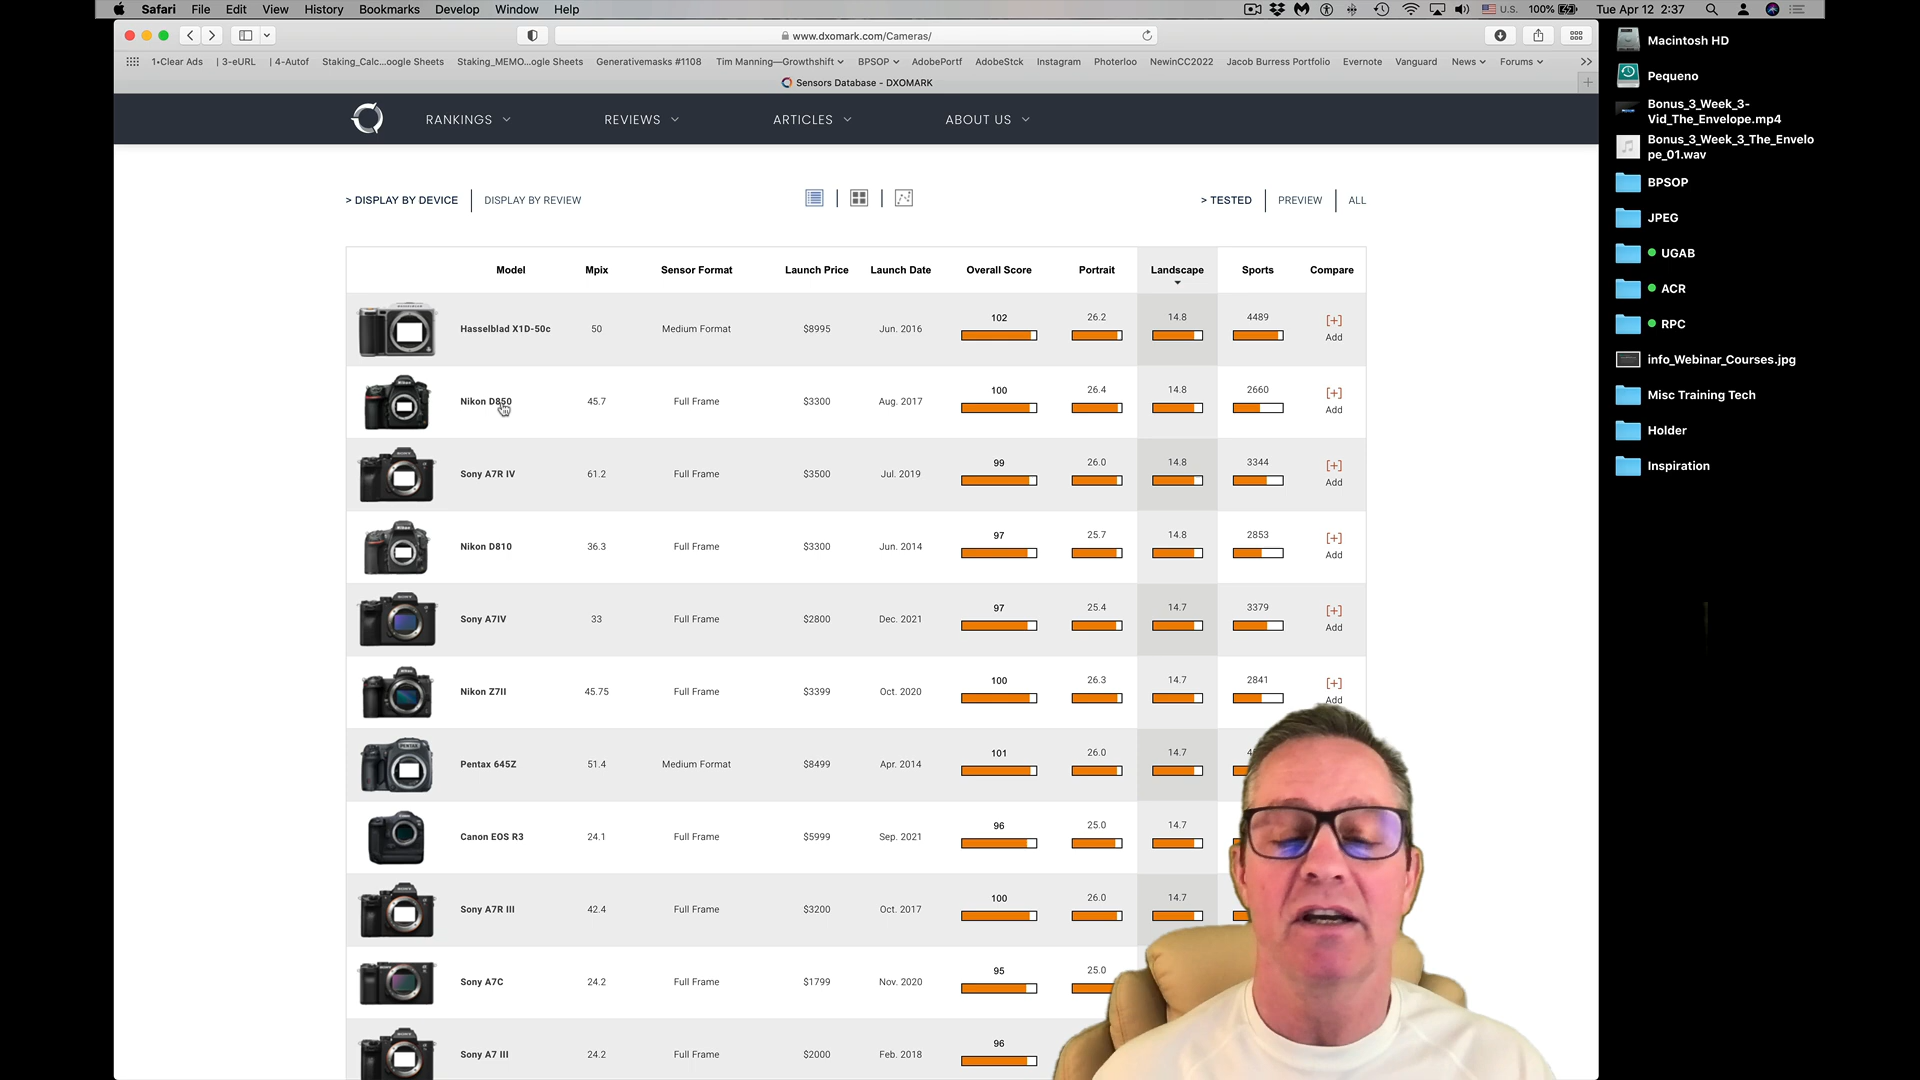 Safari File Edit View History Bookmarks Develop Window Help U.S. 100% Tue Apr 12 2:37
www.dxomark.com/Cameras/
1•Clear Ads | 3-eURL | 4-Autof Staking_Calc...oogle Sheets Staking_MEMO...ogle Sheets Generativemasks #1108 Tim Manning—Growthshift BPSOP AdobePortf AdobeStck Instagram Photerloo NewinCC2022 Jacob Burress Portfolio Evernote Vanguard News Forums >>
Sensors Database - DXOMARK
RANKINGS REVIEWS ARTICLES ABOUT US
> DISPLAY BY DEVICE DISPLAY BY REVIEW > TESTED PREVIEW ALL
Model Mpix Sensor Format Launch Price Launch Date Overall Score Portrait Landscape Sports Compare
Hasselblad X1D-50c 50 Medium Format $8995 Jun. 2016 102 26.2 14.8 4489 [+] Add
Nikon D850 45.7 Full Frame $3300 Aug. 2017 100 26.4 14.8 2660 [+] Add
Sony A7R IV 61.2 Full Frame $3500 Jul. 2019 99 26.0 14.8 3344 [+] Add
Nikon D810 36.3 Full Frame $3300 Jun. 2014 97 25.7 14.8 2853 [+] Add
Sony A7IV 33 Full Frame $2800 Dec. 2021 97 25.4 14.7 3379 [+] Add
Nikon Z7II 45.75 Full Frame $3399 Oct. 2020 100 26.3 14.7 2841 [+] Add
Pentax 645Z 51.4 Medium Format $8499 Apr. 2014 101 26.0 14.7
Canon EOS R3 24.1 Full Frame $5999 Sep. 2021 96 25.0 14.7
Sony A7R III 42.4 Full Frame $3200 Oct. 2017 100 26.0 14.7
Sony A7C 24.2 Full Frame $1799 Nov. 2020 95 25.0
Sony A7 III 24.2 Full Frame $2000 Feb. 2018 96
Macintosh HD
Pequeno
Bonus_3_Week_3-
Vid_The_Envelope.mp4
Bonus_3_Week_3_The_Envelo
pe_01.wav
BPSOP
JPEG
UGAB
ACR
RPC
info_Webinar_Courses.jpg
Misc Training Tech
Holder
Inspiration